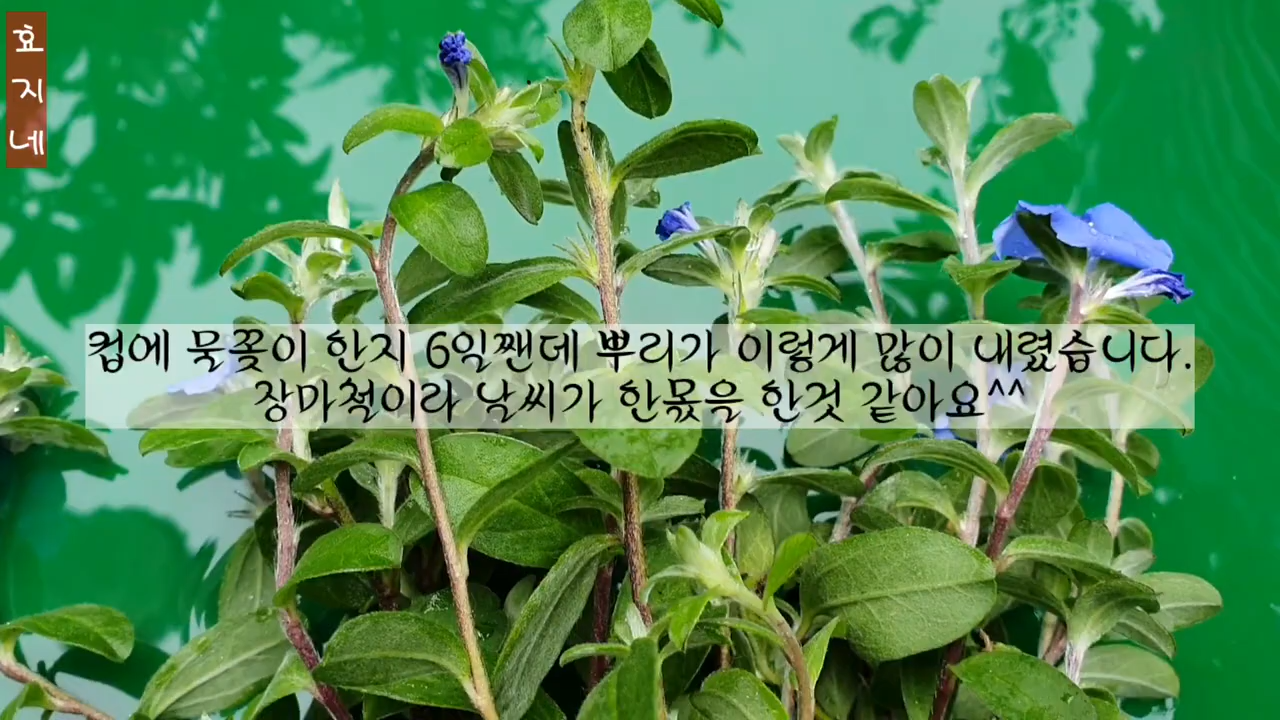 효지네
컵에 물꽂이 한지 6일짼데 뿌리가 이렇게 많이 내렸습니다.
장마철이라 날씨가 한몫을 한것 같아요^^